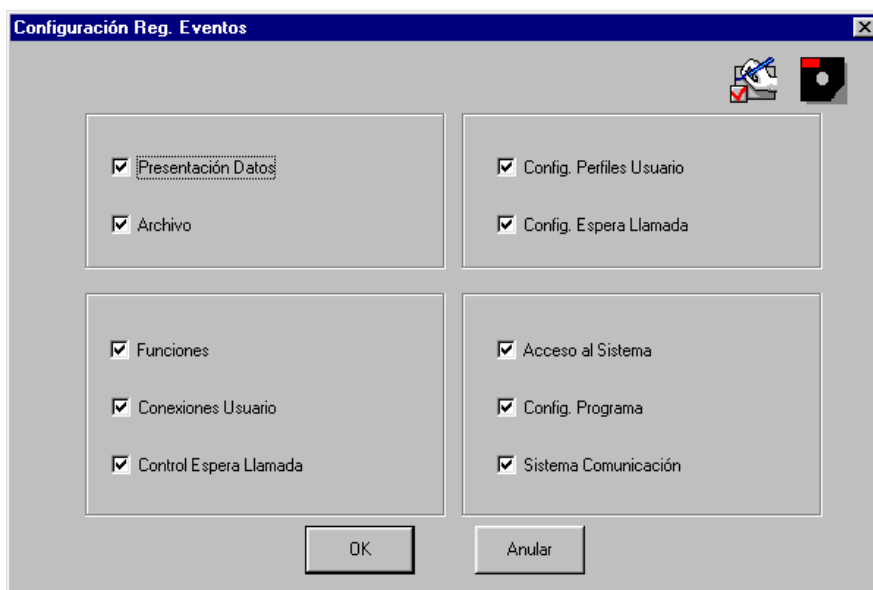 Configuración Reg. Eventos
Presentación Datos
Archivo
Config. Perfiles Usuario
Config. Espera Llamada
Funciones
Conexiones Usuario
Control Espera Llamada
Acceso al Sistema
Config. Programa
Sistema Comunicación
OK
Anular